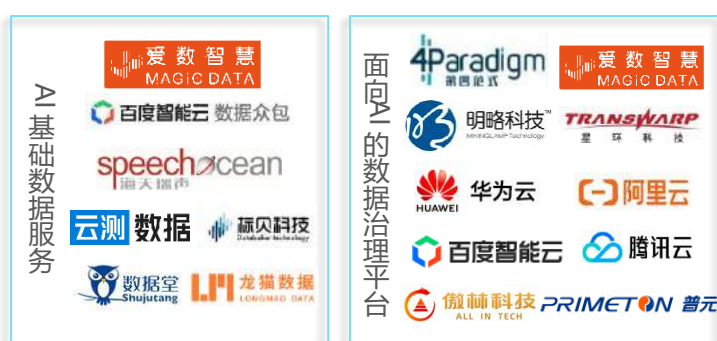 AI基础数据服务
爱数智慧
MAGIC DATA
百度智能云 数据众包
speechocean
海天瑞声
云测数据
标贝科技
Databaker technology
数据堂
Shujutang
龙猫数据
LONGMAO DATA
面向AI的数据治理平台
4Paradigm
第四范式
爱数智慧
MAGIC DATA
明略科技
MININGLAMP Technology
TRANSWARP
星环科技
HUAWEI
华为云
阿里云
百度智能云
腾讯云
傲林科技
ALL IN TECH
PRIMETON 普元